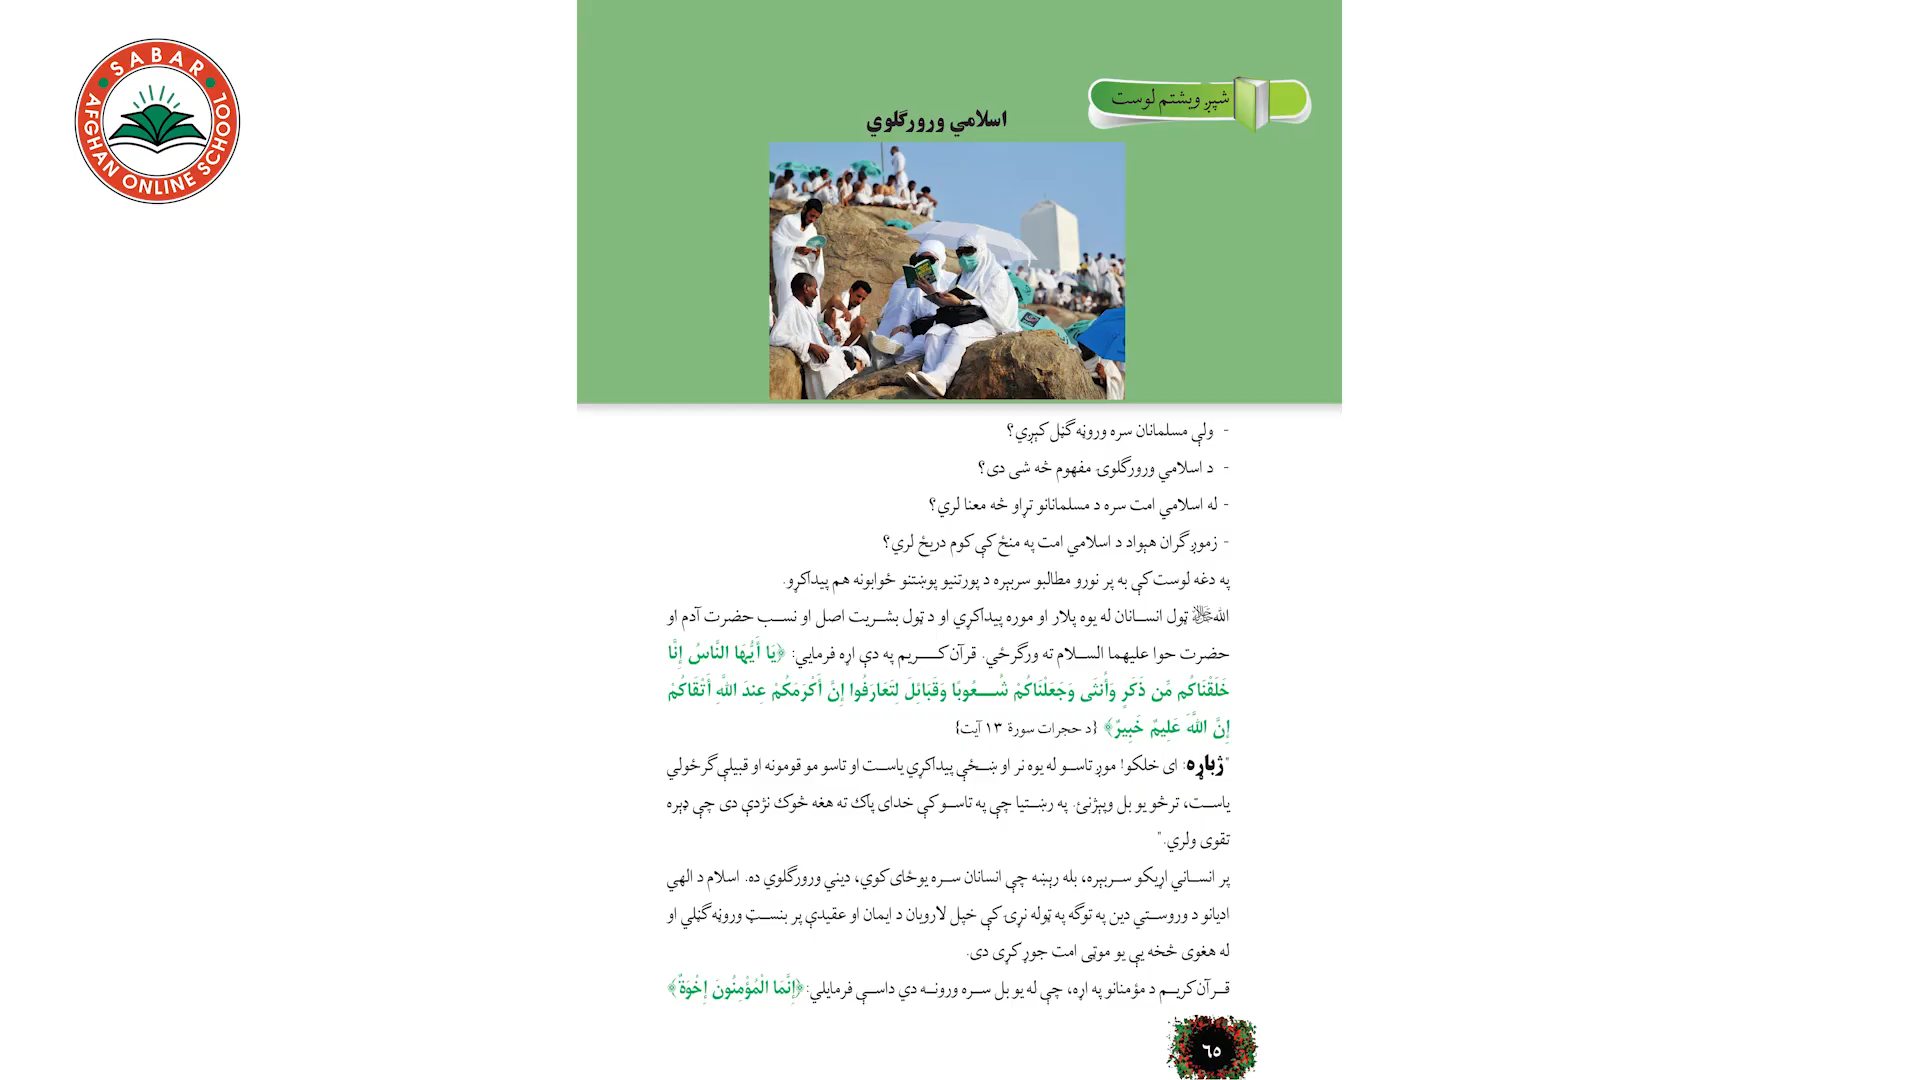 SABAR
AFGHAN ONLINE SCHOOL
شپږ ویشتم لوست
اسلامي ورورګلوي
- ولې مسلمانان سره وروڼه ګڼل کېږي؟
- د اسلامي ورورګلوۍ مفهوم څه شی دی؟
- له اسلامي امت سره د مسلمانانو تړاو څه معنا لري؟
- زموږ ګران هېواد د اسلامي امت په منځ کې کوم دریځ لري؟
په دغه لوست کې به پر نورو مطالبو سربېره د پورتنیو پوښتنو ځوابونه هم پیدا کړو.
الله ﷻ ټول انسانان له یوه پلار او موره پیدا کړي او د ټول بشریت اصل او نسب حضرت آدم او
حضرت حوا علیهما السلام ته ورګرځي. قرآن کریم په دې اړه فرمایي: ﴿يَا أَيُّهَا النَّاسُ إِنَّا
خَلَقْنَاكُم مِّن ذَكَرٍ وَأُنثَى وَجَعَلْنَاكُمْ شُعُوبًا وَقَبَائِلَ لِتَعَارَفُوا إِنَّ أَكْرَمَكُمْ عِندَ اللَّهِ أَتْقَاكُمْ
إِنَّ اللَّهَ عَلِيمٌ خَبِيرٌ﴾ {د حجرات سورة ۱۳ آیت}
"ژباړه: ای خلکو! موږ تاسو له یوه نر او ښځې پیدا کړي یاست او تاسو مو قومونه او قبیلې ګرځولي
یاست، ترڅو یو بل وپېژنئ. په رښتیا چې په تاسو کې خدای پاک ته هغه څوک نژدې دی چې ډېره
تقوی ولري."
پر انساني اړیکو سربېره، بله رېښه چې انسانان سره یوځای کوي، دیني ورورګلوي ده. اسلام د الهي
ادیانو د وروستي دین په توګه په ټوله نړۍ کې خپل لارویان د ایمان او عقیدې پر بنسټ وروڼه ګڼلي او
له هغوی څخه یې یو موټی امت جوړ کړی دی.
قرآن کریم د مؤمنانو په اړه، چې له یو بل سره ورونه دي داسې فرمایلي: ﴿إِنَّمَا الْمُؤْمِنُونَ إِخْوَةٌ﴾
٦٥